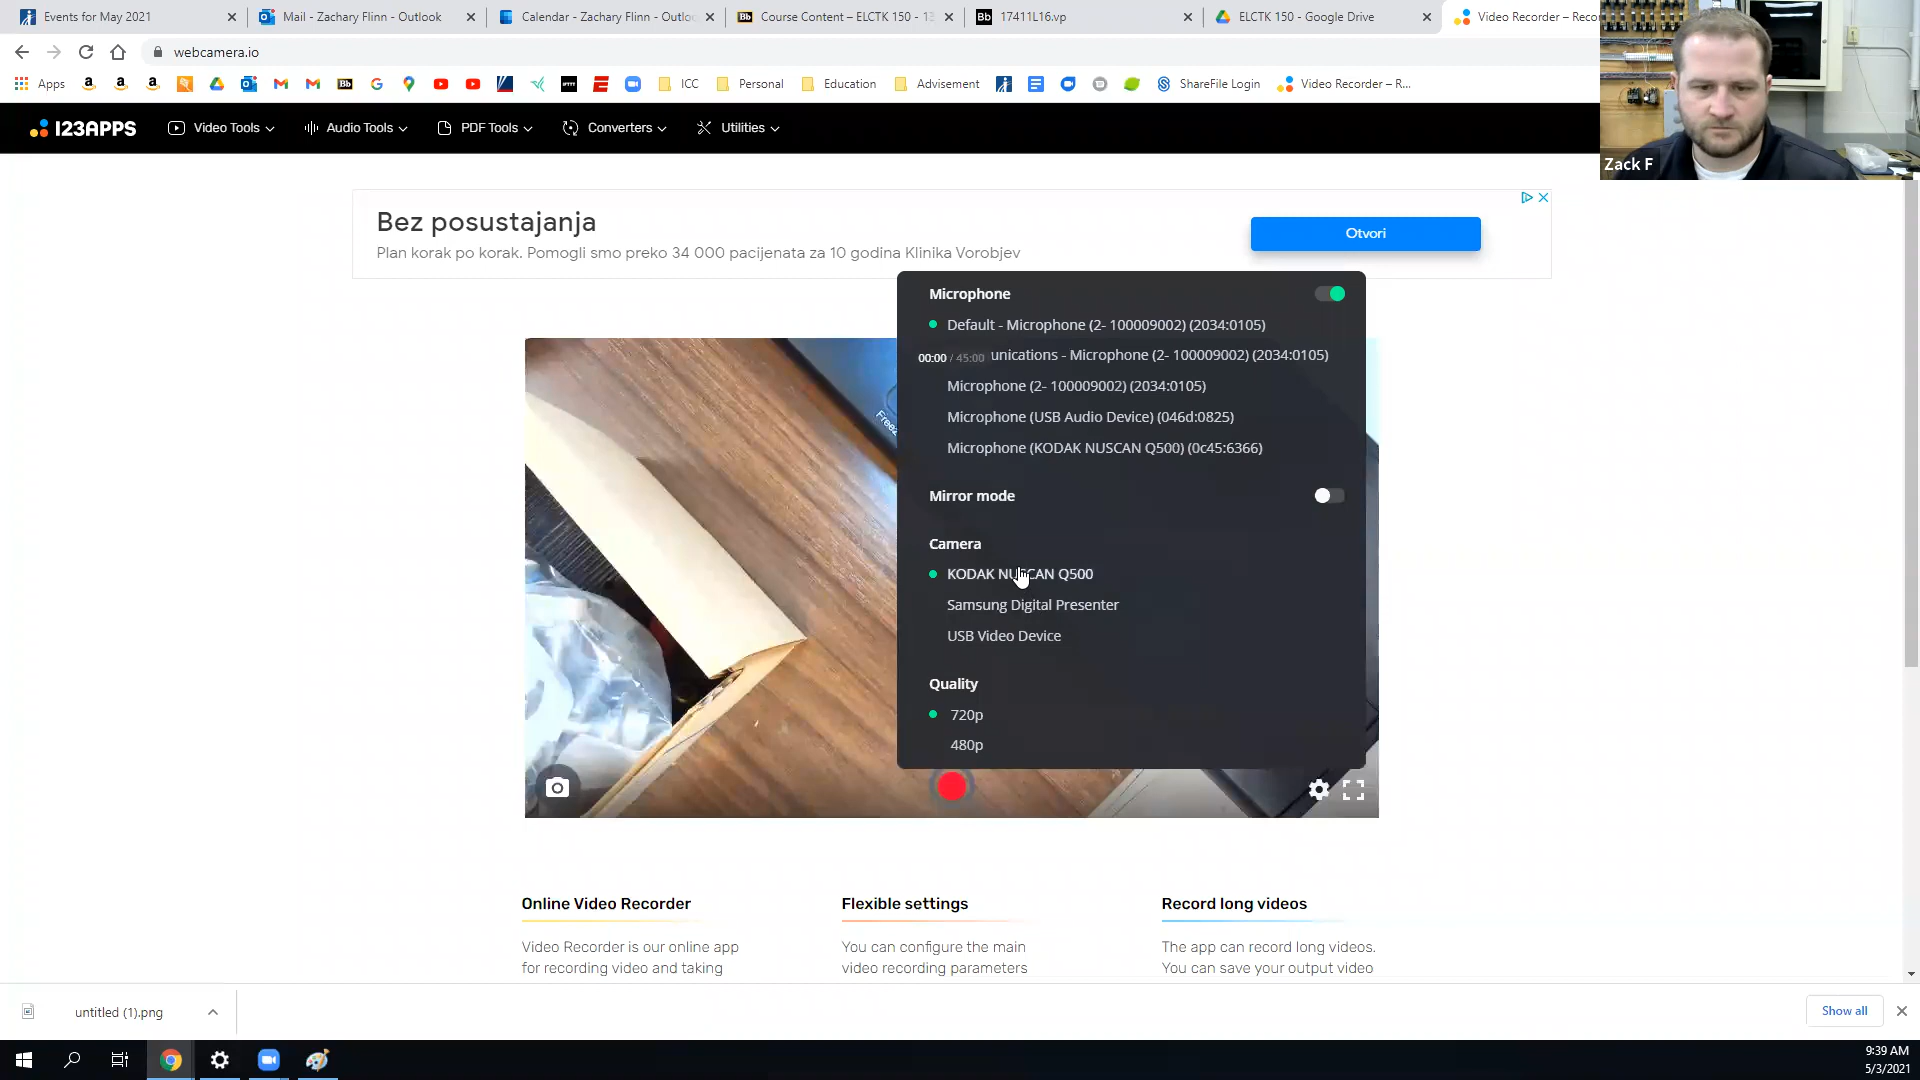 Events for May 2021
Mail - Zachary Flinn - Outlook
Calendar - Zachary Flinn - Outlo
Course Content – ELCTK 150 - 13
17411L16.vp
ELCTK 150 - Google Drive
Video Recorder – Reco
webcamera.io
Apps
ICC
Personal
Education
Advisement
ShareFile Login
Video Recorder – R...
Zack F
123APPS
Video Tools
Audio Tools
PDF Tools
Converters
Utilities
Bez posustajanja
Plan korak po korak. Pomogli smo preko 34 000 pacijenata za 10 godina Klinika Vorobjev
Otvori
Microphone
Default - Microphone (2- 100009002) (2034:0105)
00:00 / 45:00 unications - Microphone (2- 100009002) (2034:0105)
Microphone (2- 100009002) (2034:0105)
Microphone (USB Audio Device) (046d:0825)
Microphone (KODAK NUSCAN Q500) (0c45:6366)
Mirror mode
Camera
KODAK NUSCAN Q500
Samsung Digital Presenter
USB Video Device
Quality
720p
480p
Online Video Recorder
Video Recorder is our online app
for recording video and taking
Flexible settings
You can configure the main
video recording parameters
Record long videos
The app can record long videos.
You can save your output video
untitled (1).png
Show all
9:39 AM
5/3/2021